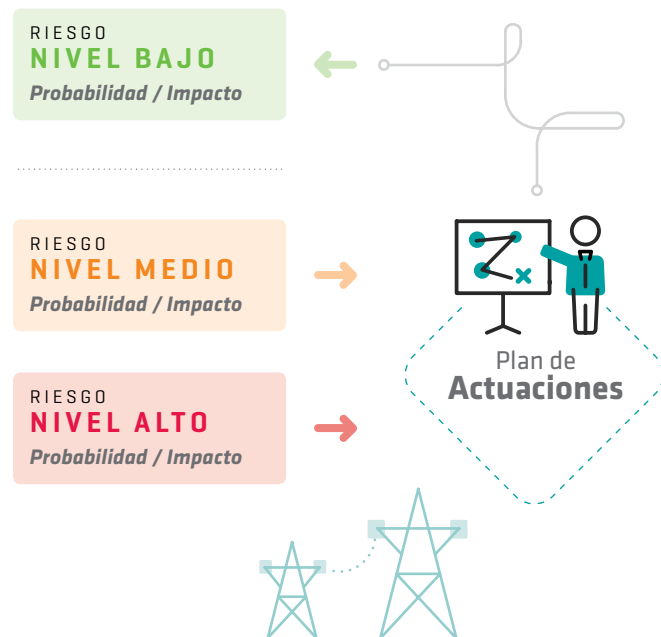 RIESGO
NIVEL BAJO
Probabilidad / Impacto
RIESGO
NIVEL MEDIO
Probabilidad / Impacto
RIESGO
NIVEL ALTO
Probabilidad / Impacto
Plan de
Actuaciones